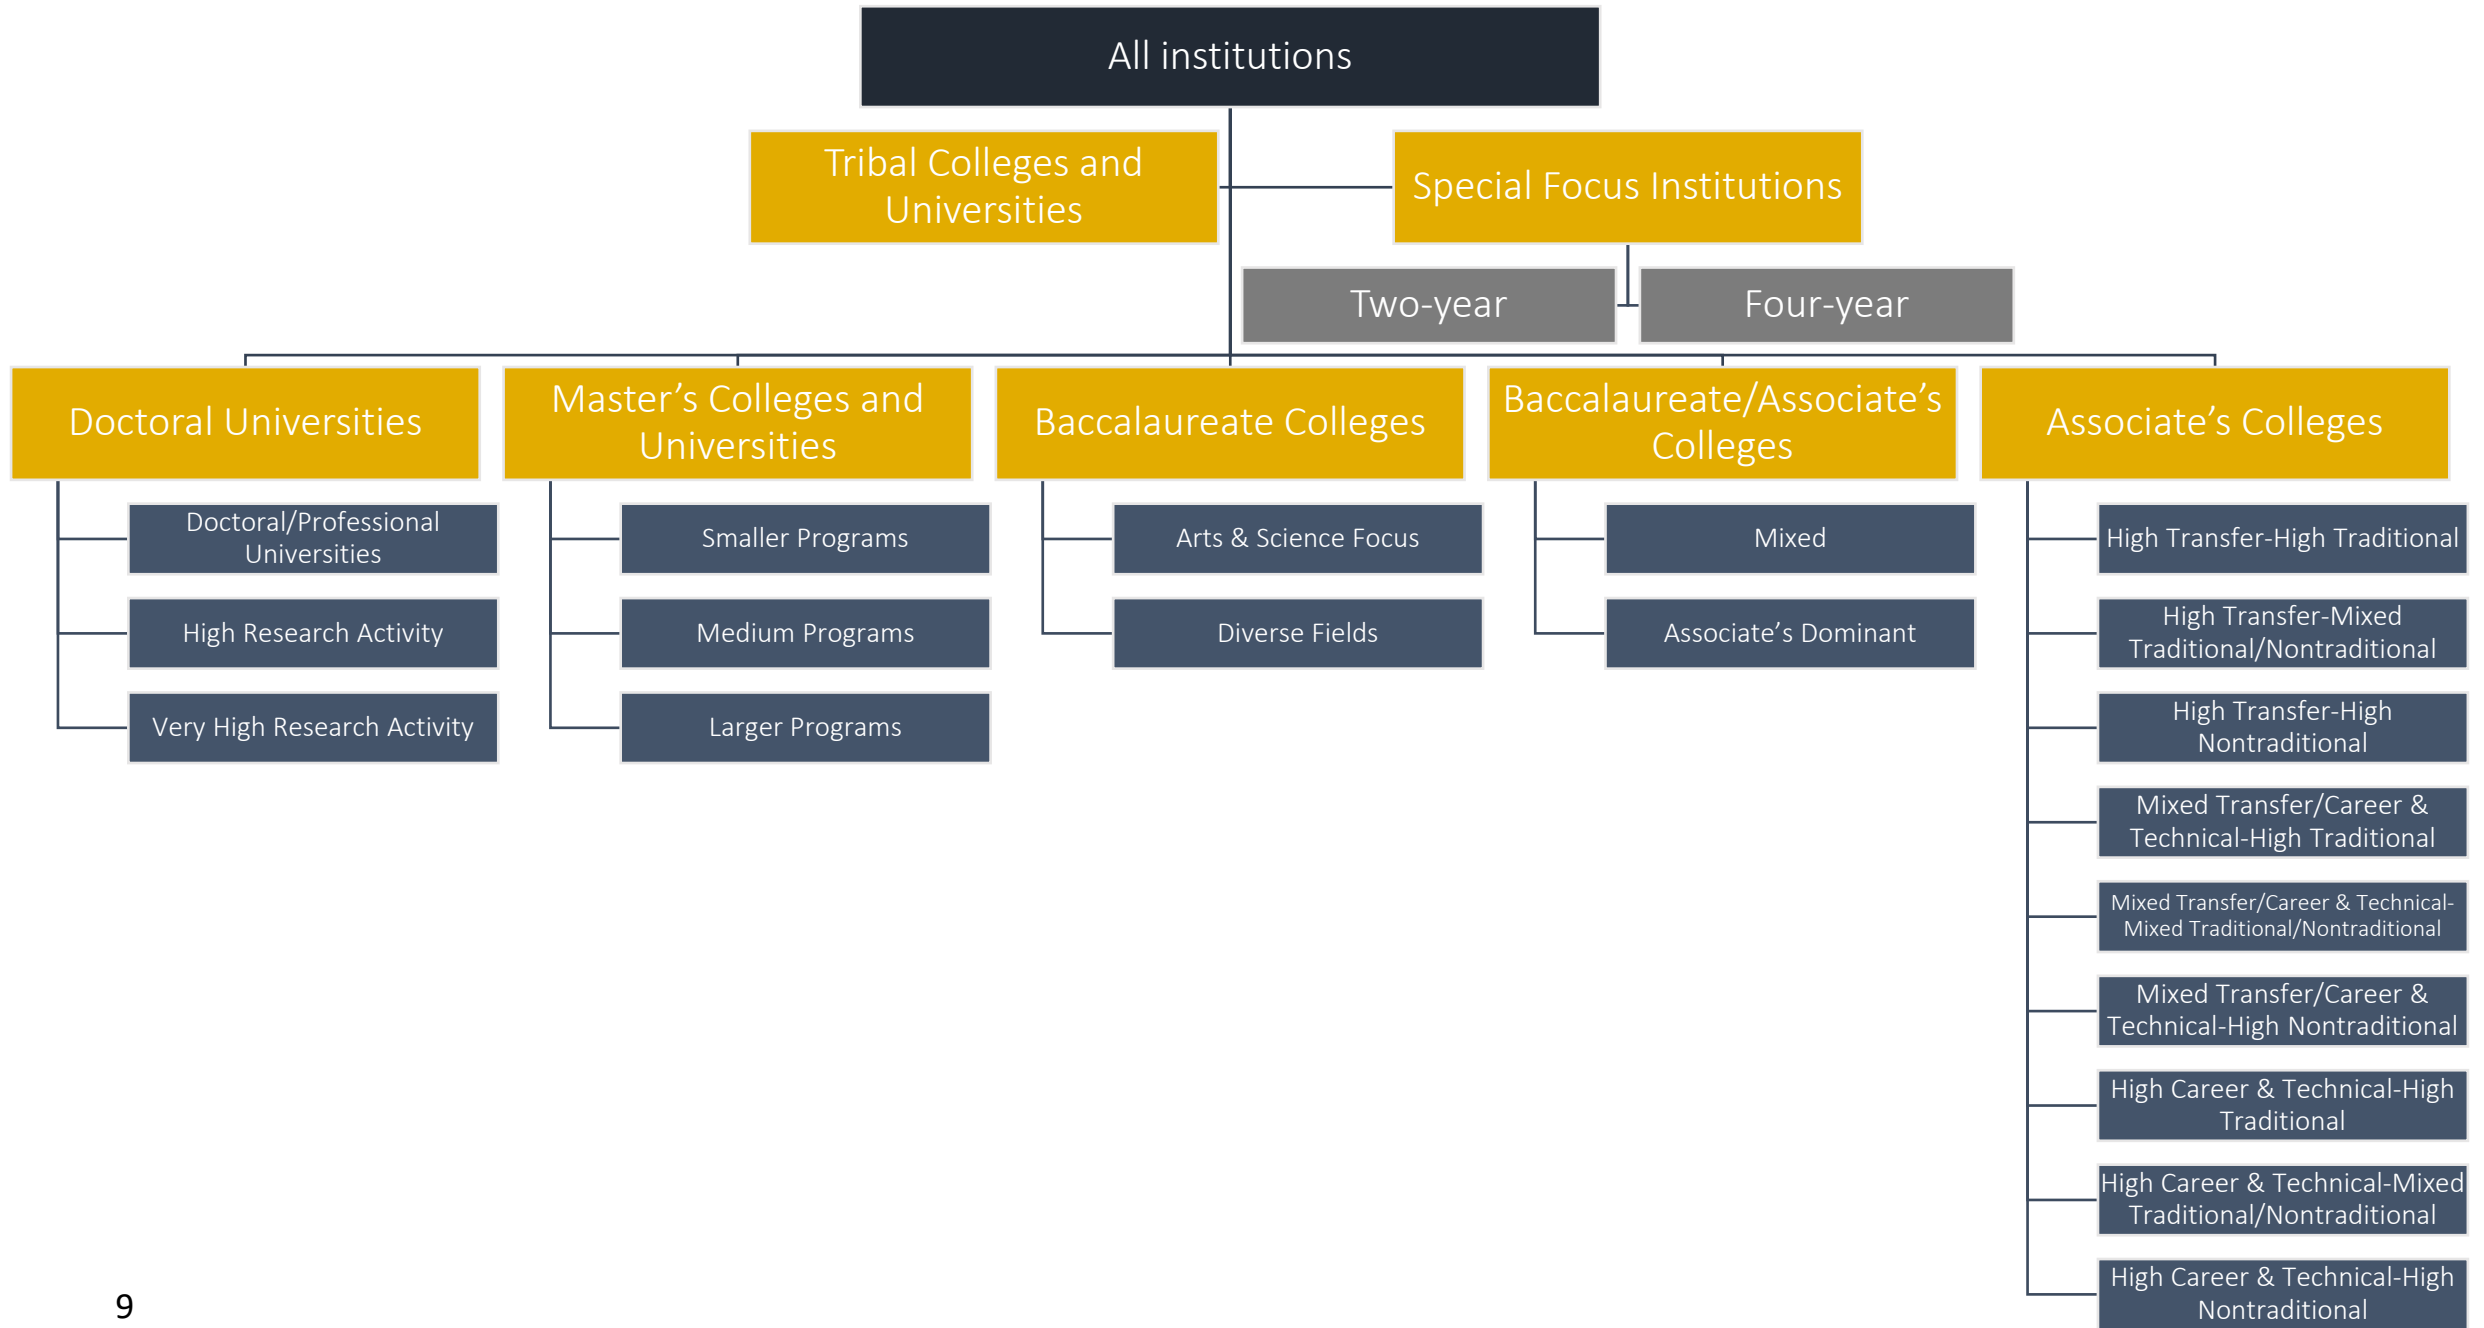 All institutions
Tribal Colleges and
Universities
Special Focus Institutions
Two-year
Four-year
Doctoral Universities
Doctoral/Professional
Universities
High Research Activity
Very High Research Activity
Master’s Colleges and
Universities
Smaller Programs
Medium Programs
Larger Programs
Baccalaureate Colleges
Arts & Science Focus
Diverse Fields
Baccalaureate/Associate’s
Colleges
Mixed
Associate’s Dominant
Associate’s Colleges
High Transfer-High Traditional
High Transfer-Mixed
Traditional/Nontraditional
High Transfer-High
Nontraditional
Mixed Transfer/Career &
Technical-High Traditional
Mixed Transfer/Career & Technical-
Mixed Traditional/Nontraditional
Mixed Transfer/Career &
Technical-High Nontraditional
High Career & Technical-High
Traditional
High Career & Technical-Mixed
Traditional/Nontraditional
High Career & Technical-High
Nontraditional
9